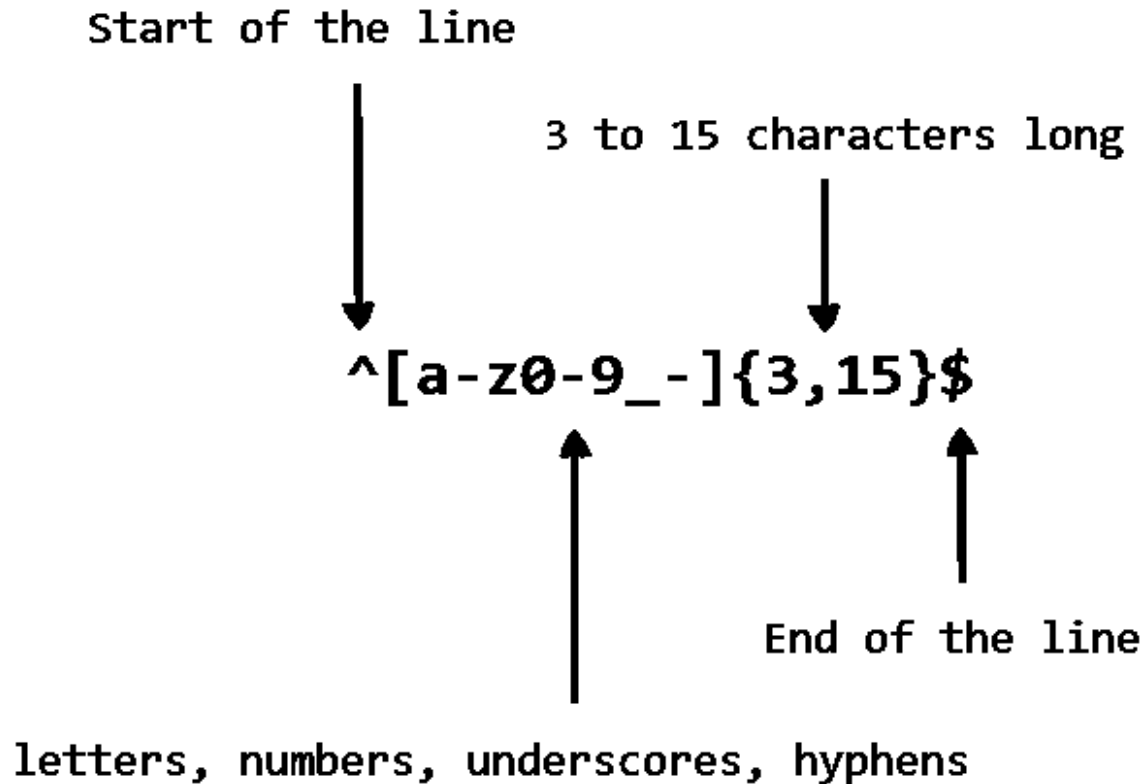 Start of the line
3 to 15 characters long
^[a-z0-9_-]{3,15}$
End of the line
letters, numbers, underscores, hyphens